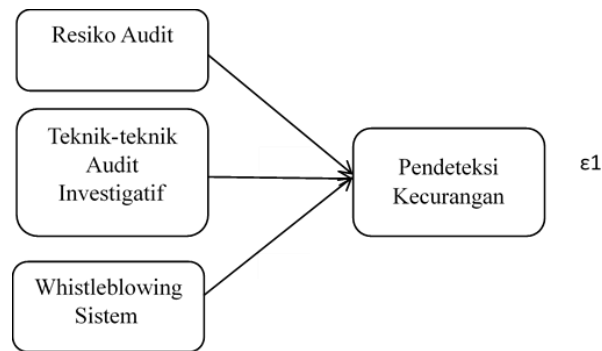 Resiko Audit
Teknik-teknik
Audit
Investigatif
Whistleblowing
Sistem
Pendeteksi
Kecurangan
ε1